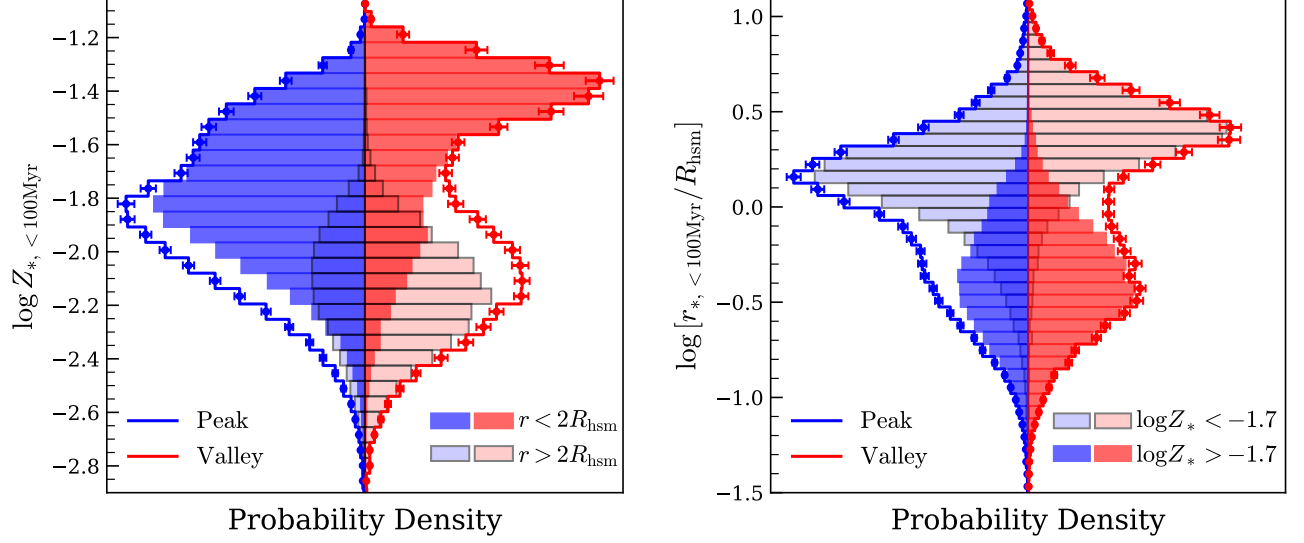 −1.2
−1.4
−1.6
−1.8
−2.0
−2.2
−2.4
−2.6
−2.8
log Z∗, <100Myr
Peak
Valley
r < 2Rhsm
r > 2Rhsm
Probability Density
1.0
0.5
0.0
−0.5
−1.0
−1.5
log [r∗, <100Myr/Rhsm]
Peak
Valley
logZ∗ < −1.7
logZ∗ > −1.7
Probability Density